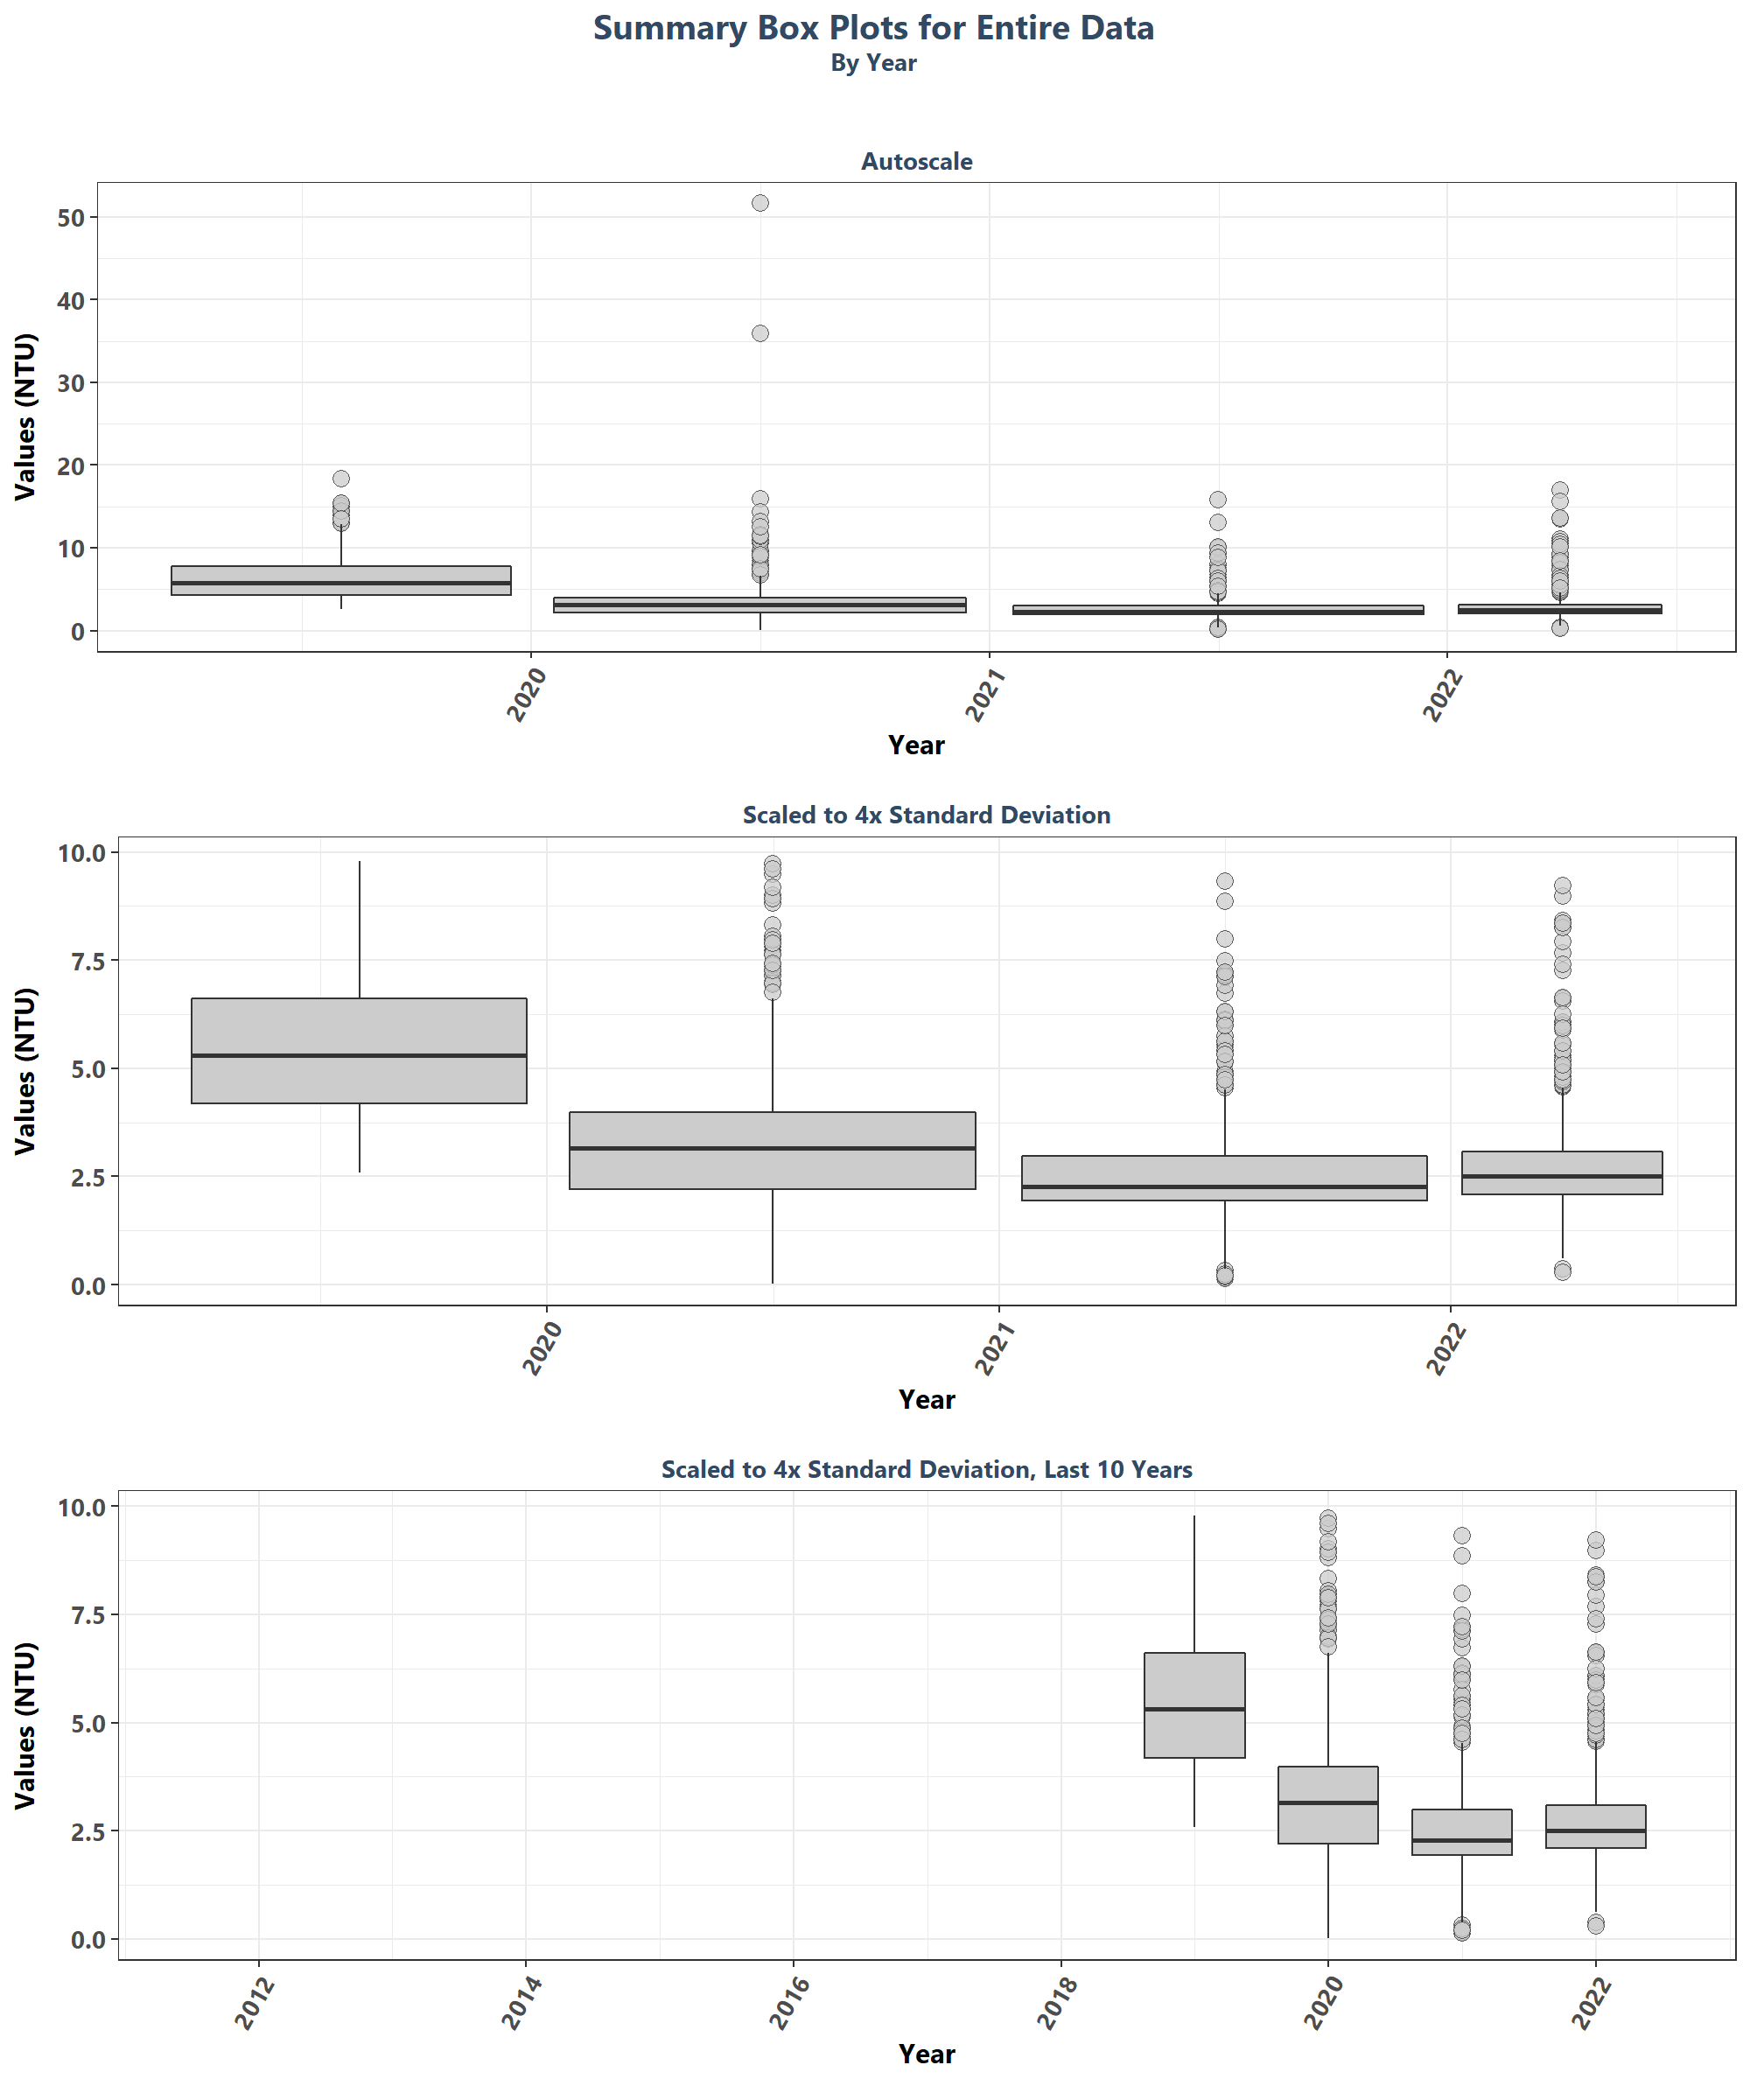 Summary Box Plots for Entire Data
By Year
Autoscale
Values (NTU)
50
40
30
20
10
0
2020
2021
2022
Year
Scaled to 4x Standard Deviation
Values (NTU)
10.0
7.5
5.0
2.5
0.0
2020
2021
2022
Year
Scaled to 4x Standard Deviation, Last 10 Years
Values (NTU)
10.0
7.5
5.0
2.5
0.0
2012
2014
2016
2018
2020
2022
Year